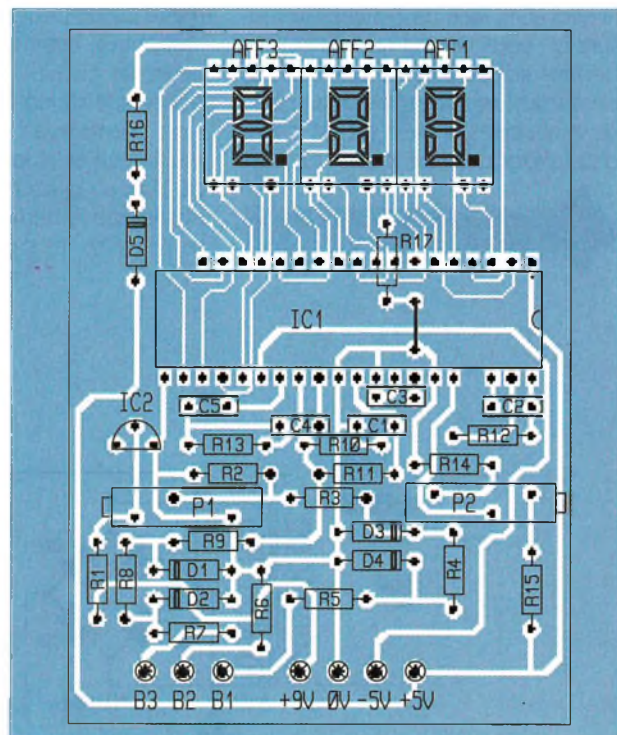 AFF3 AFF2 AFF1
R16
D5
R17
IC1
IC2
C5 C3 C2
C4 C1
R13 R10 R12
R2 R11 R14
P1 R3 P2
R9 D3
R1 R8 D1 D4 R4
D2 R6 R5 R15
R7
B3 B2 B1 +9V 0V -5V +5V